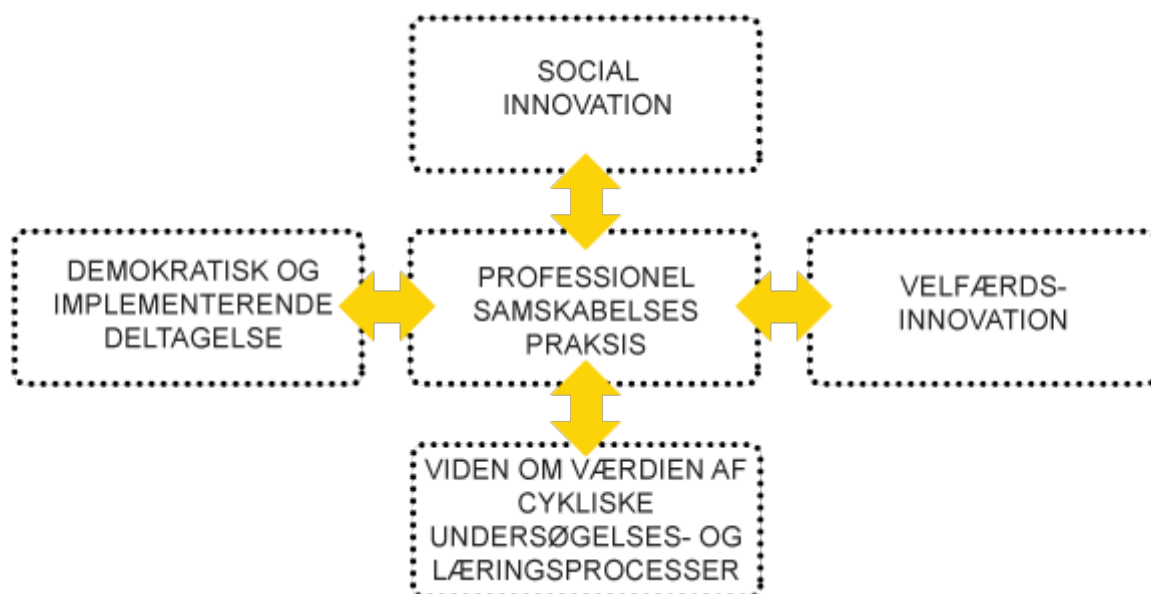 SOCIAL
INNOVATION
DEMOKRATISK OG
IMPLEMENTERENDE
DELTAGELSE
PROFESSIONEL
SAMSKABELSES
PRAKSIS
VELFÆRDS-
INNOVATION
VIDEN OM VÆRDIEN AF
CYKLISKE
UNDERSØGELSES- OG
LÆRINGSPROCESSER